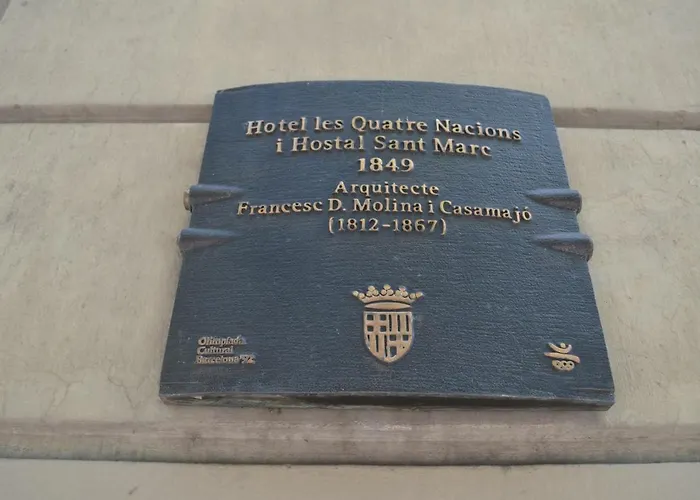 Hotel les Quatre Nacions
i Hostal Sant Marc
1849
Arquitecte
Francesc D. Molina i Casamajó
(1812-1867)
Olimpíada
Cultural
Barcelona'92